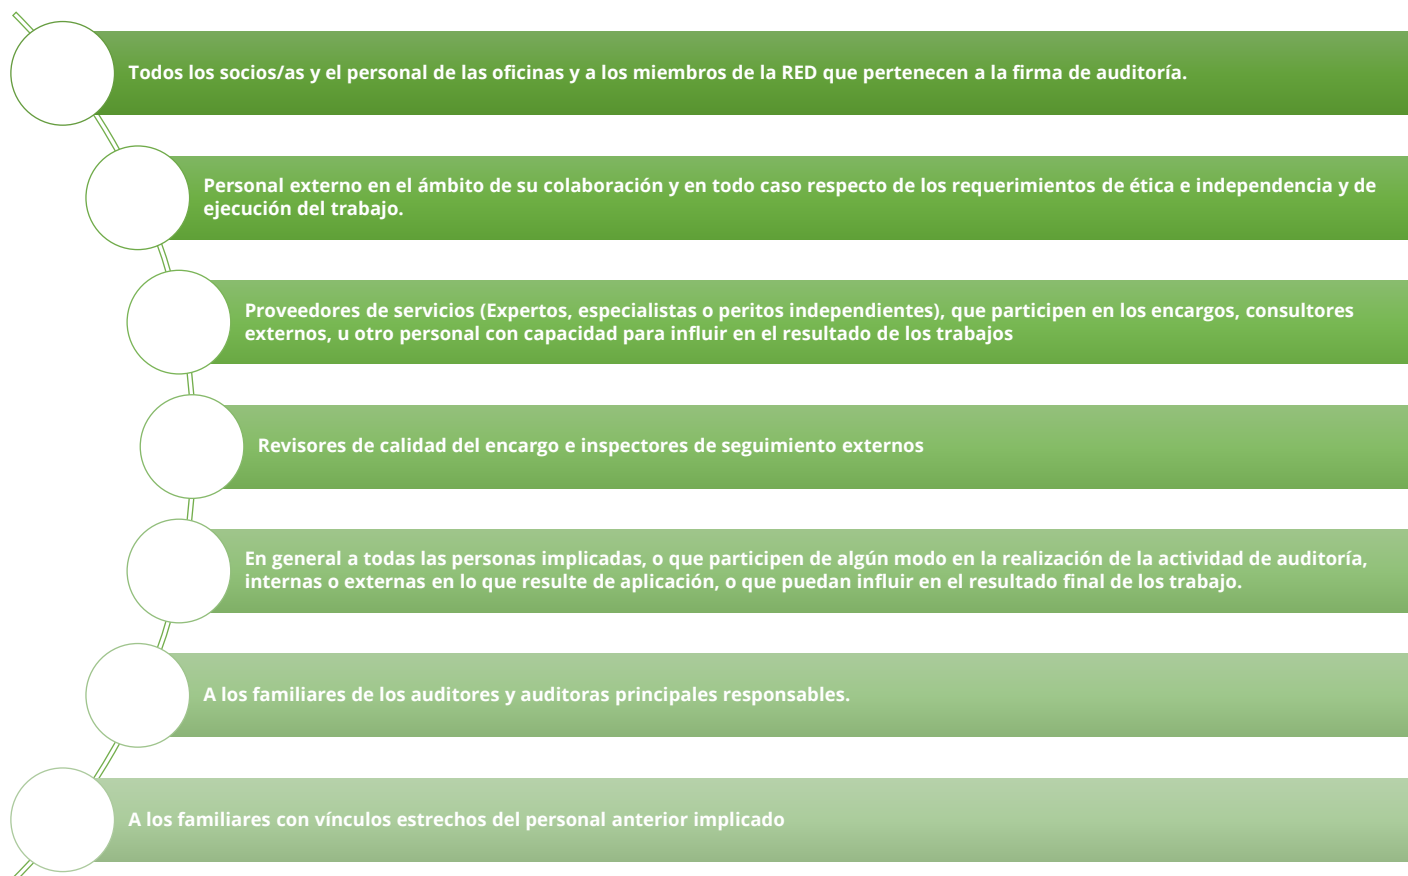 Todos los socios/as y el personal de las oficinas y a los miembros de la RED que pertenecen a la firma de auditoría.
Personal externo en el ámbito de su colaboración y en todo caso respecto de los requerimientos de ética e independencia y de
ejecución del trabajo.
Proveedores de servicios (Expertos, especialistas o peritos independientes), que participen en los encargos, consultores
externos, u otro personal con capacidad para influir en el resultado de los trabajos
Revisores de calidad del encargo e inspectores de seguimiento externos
En general a todas las personas implicadas, o que participen de algún modo en la realización de la actividad de auditoría,
internas o externas en lo que resulte de aplicación, o que puedan influir en el resultado final de los trabajo.
A los familiares de los auditores y auditoras principales responsables.
A los familiares con vínculos estrechos del personal anterior implicado